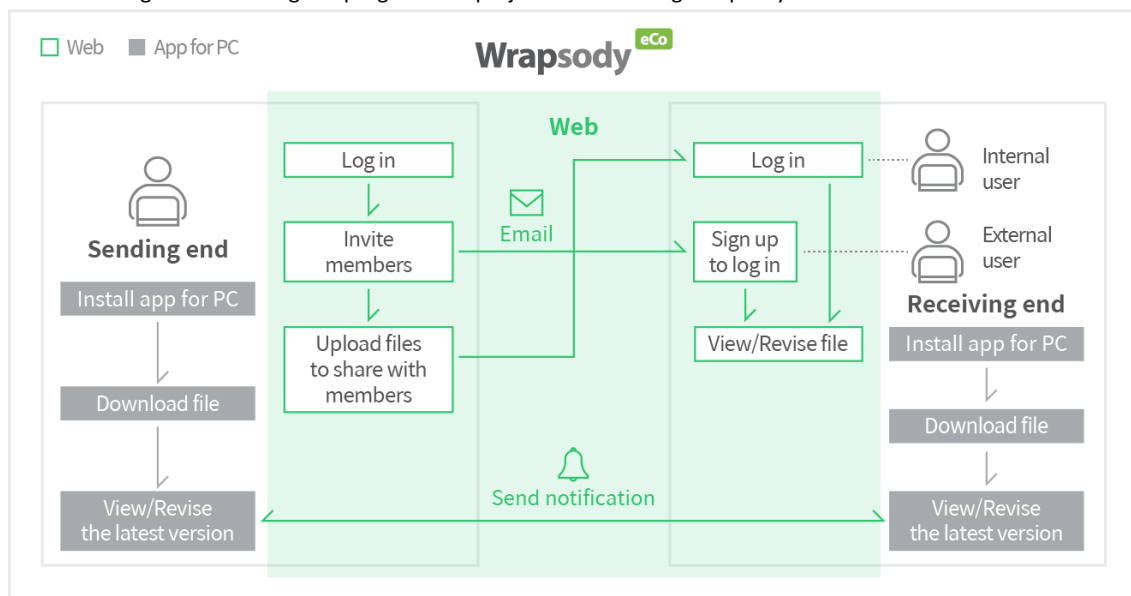 Web
App for PC
Wrapsody eCo
Sending end
Install app for PC
Download file
View/Revise
the latest version
Web
Log in
Invite
members
Upload files
to share with
members
Email
Send notification
Log in
Sign up
to log in
View/Revise file
Internal
user
External
user
Receiving end
Install app for PC
Download file
View/Revise
the latest version